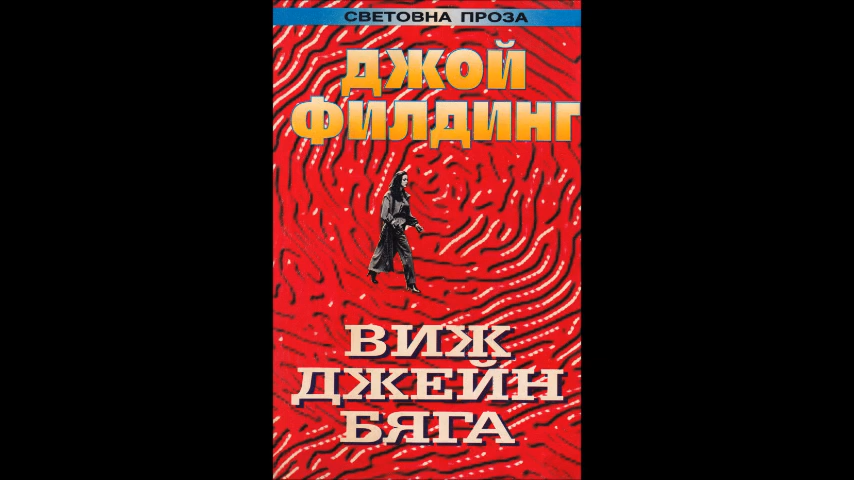 СВЕТОВНА ПРОЗА
ДЖОЙ
ФИЛДИНГ
ВИЖ
ДЖЕЙН
БЯГА